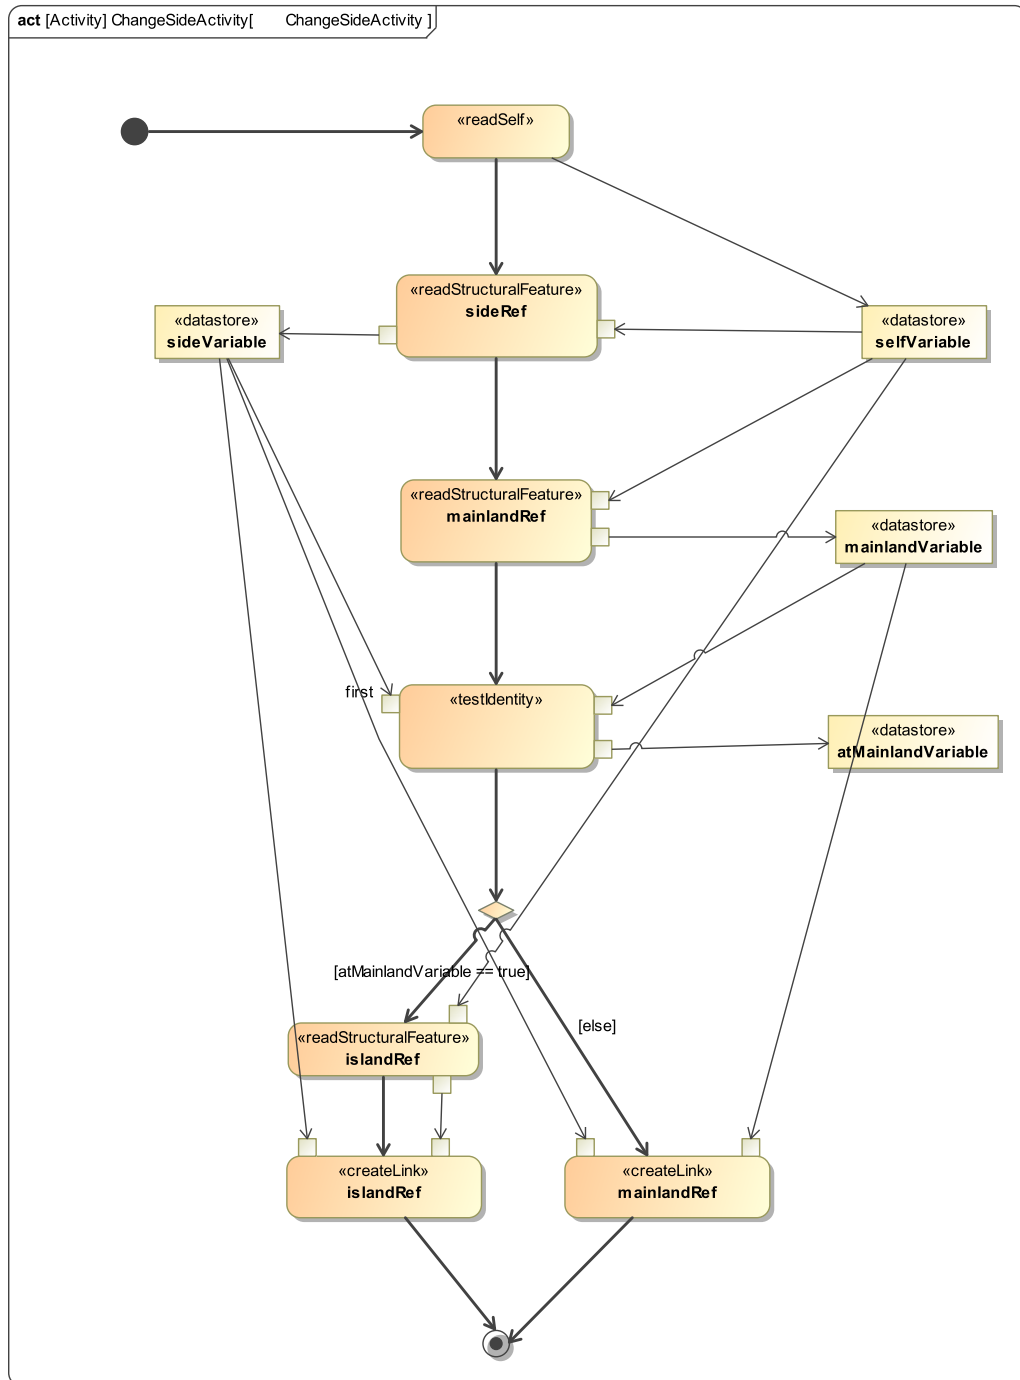 act [Activity] ChangeSideActivity[ ChangeSideActivity ]
«readSelf»
«readStructuralFeature»
sideRef
«datastore»
sideVariable
«datastore»
selfVariable
«readStructuralFeature»
mainlandRef
«datastore»
mainlandVariable
first
«testIdentity»
«datastore»
atMainlandVariable
[atMainlandVariable == true]
[else]
«readStructuralFeature»
islandRef
«createLink»
islandRef
«createLink»
mainlandRef